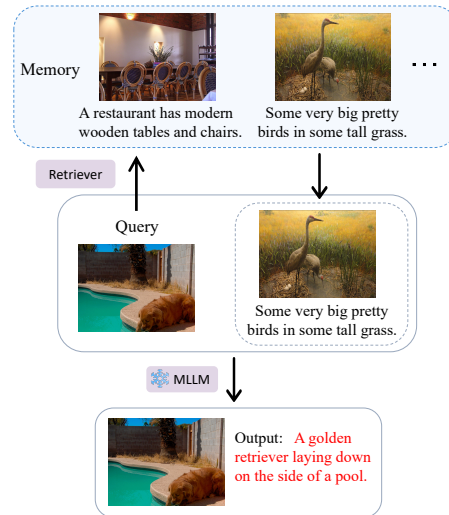 Memory
A restaurant has modern
wooden tables and chairs.
Some very big pretty
birds in some tall grass.
...
Retriever
Query
Some very big pretty
birds in some tall grass.
MLLM
Output: A golden
retriever laying down
on the side of a pool.